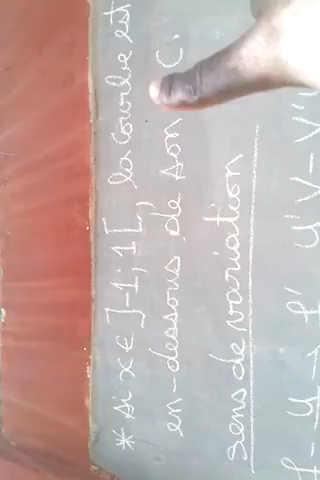 * si x ∈ ]-1; 1[, la courbe est
en-dessous de son C
sens de variation
f = u → f' u'v - v'